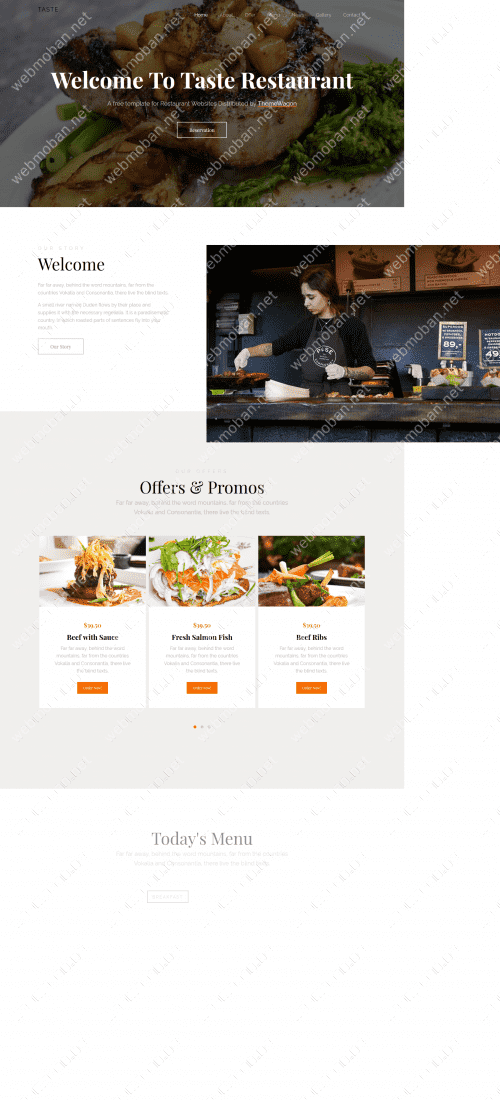 TASTE
Home Offer News Gallery Contact
Welcome To Taste Restaurant
A free template for Restaurant Websites Distributed by ThemeWagon
Reservation
OUR STORY
Welcome
Far far away, behind the word mountains, far from the
countries Vokalia and Consonantia, there live the blind texts.
A small river named Duden flows by their place and
supplies it with the necessary regelialia. It is a paradisematic
country, in which roasted parts of sentences fly into your
mouth.
Our Story
89,-
HOTDOG
49,-
OUR OFFERS
Offers & Promos
Far far away, behind the word mountains, far from the countries
Vokalia and Consonantia, there live the blind texts.
$19.50
Beef with Sauce
Far far away, behind the word
mountains, far from the countries
Vokalia and Consonantia, there live
the blind texts.
ORDER NOW!
$19.50
Fresh Salmon Fish
Far far away, behind the word
mountains, far from the countries
Vokalia and Consonantia, there live
the blind texts.
ORDER NOW!
$19.50
Beef Ribs
Far far away, behind the word
mountains, far from the countries
Vokalia and Consonantia, there live
the blind texts.
ORDER NOW!
Today's Menu
Far far away, behind the word mountains, far from the countries
Vokalia and Consonantia, there live the blind texts.
webmoban.net